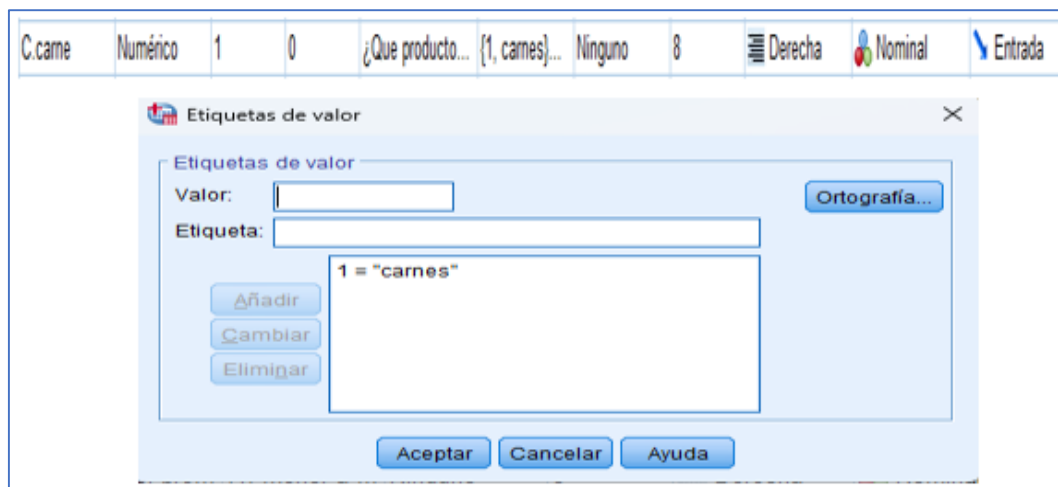 C.carne Numérico 1 0 ¿Que producto... {1, carnes}... Ninguno 8 Derecha Nominal Entrada
Etiquetas de valor
Etiquetas de valor
Valor:
Ortografía...
Etiqueta:
1 = "carnes"
Añadir
Cambiar
Eliminar
Aceptar Cancelar Ayuda